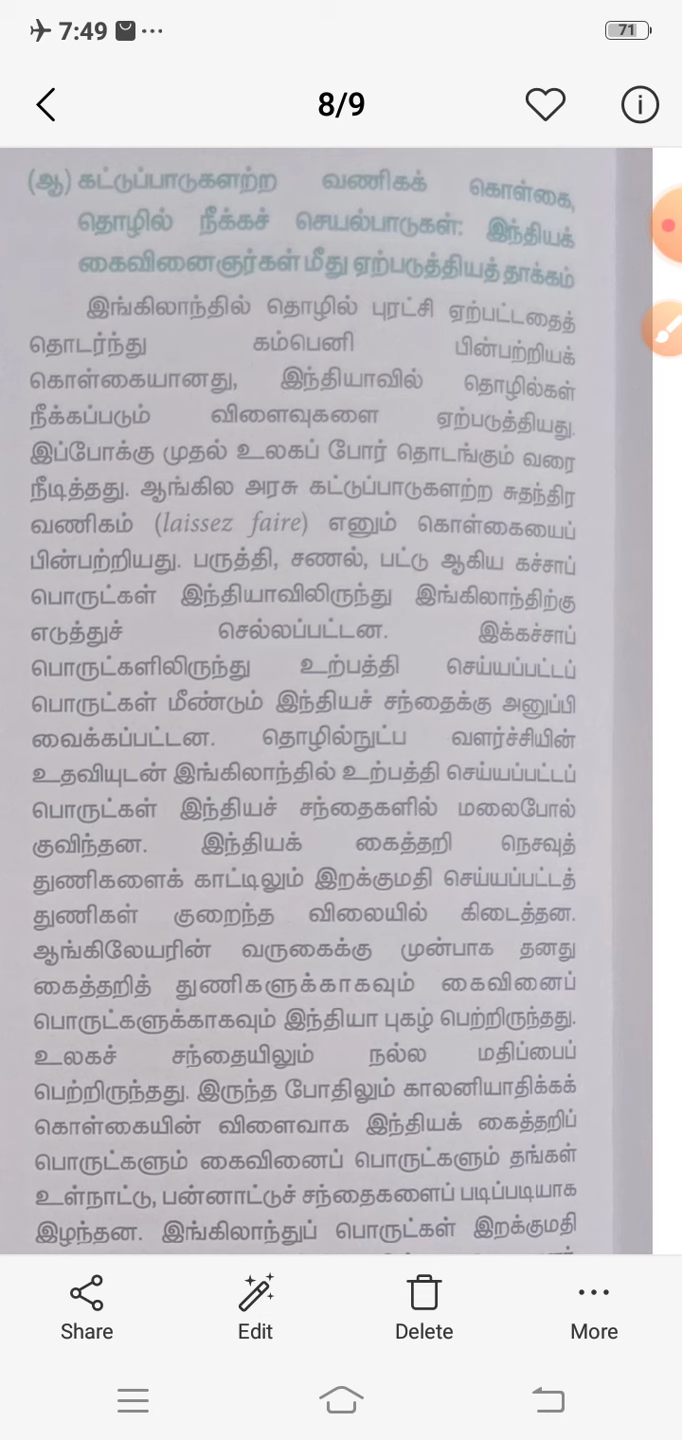 7:49
71
8/9
(ஆ) கட்டுப்பாடுகளற்ற வணிகக் கொள்கை,
தொழில் நீக்கச் செயல்பாடுகள்: இந்தியக்
கைவினைஞர்கள் மீது ஏற்படுத்தியத் தாக்கம்
இங்கிலாந்தில் தொழில் புரட்சி ஏற்பட்டதைத்
தொடர்ந்து கம்பெனி பின்பற்றியக்
கொள்கையானது, இந்தியாவில் தொழில்கள்
நீக்கப்படும் விளைவுகளை ஏற்படுத்தியது.
இப்போக்கு முதல் உலகப் போர் தொடங்கும் வரை
நீடித்தது. ஆங்கில அரசு கட்டுப்பாடுகளற்ற சுதந்திர
வணிகம் (laissez faire) எனும் கொள்கையைப்
பின்பற்றியது. பருத்தி, சணல், பட்டு ஆகிய கச்சாப்
பொருட்கள் இந்தியாவிலிருந்து இங்கிலாந்திற்கு
எடுத்துச் செல்லப்பட்டன. இக்கச்சாப்
பொருட்களிலிருந்து உற்பத்தி செய்யப்பட்டப்
பொருட்கள் மீண்டும் இந்தியச் சந்தைக்கு அனுப்பி
வைக்கப்பட்டன. தொழில்நுட்ப வளர்ச்சியின்
உதவியுடன் இங்கிலாந்தில் உற்பத்தி செய்யப்பட்டப்
பொருட்கள் இந்தியச் சந்தைகளில் மலைபோல்
குவிந்தன. இந்தியக் கைத்தறி நெசவுத்
துணிகளைக் காட்டிலும் இறக்குமதி செய்யப்பட்டத்
துணிகள் குறைந்த விலையில் கிடைத்தன.
ஆங்கிலேயரின் வருகைக்கு முன்பாக தனது
கைத்தறித் துணிகளுக்காகவும் கைவினைப்
பொருட்களுக்காகவும் இந்தியா புகழ் பெற்றிருந்தது.
உலகச் சந்தையிலும் நல்ல மதிப்பைப்
பெற்றிருந்தது. இருந்த போதிலும் காலனியாதிக்கக்
கொள்கையின் விளைவாக இந்தியக் கைத்தறிப்
பொருட்களும் கைவினைப் பொருட்களும் தங்கள்
உள்நாட்டு, பன்னாட்டுச் சந்தைகளைப் படிப்படியாக
இழந்தன. இங்கிலாந்துப் பொருட்கள் இறக்குமதி
Share Edit Delete More